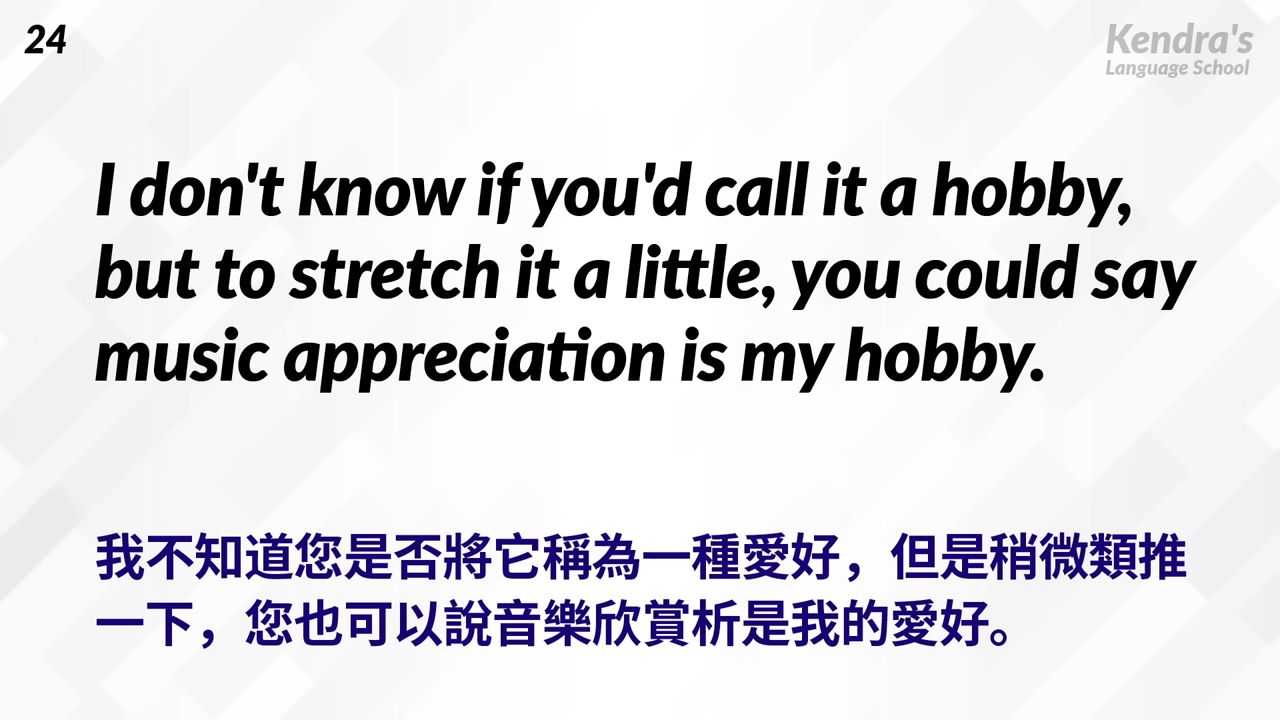 24
Kendra's
Language School
I don't know if you'd call it a hobby,
but to stretch it a little, you could say
music appreciation is my hobby.
我不知道您是否將它稱為一種愛好，但是稍微類推
一下，您也可以說音樂欣賞析是我的愛好。